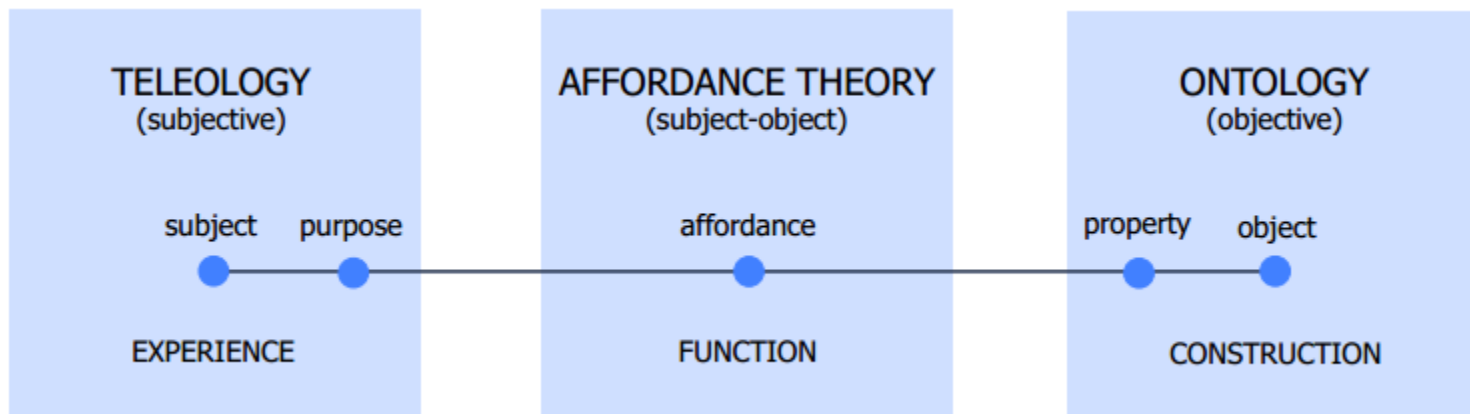 TELEOLOGY
(subjective)
subject
purpose
EXPERIENCE
AFFORDANCE THEORY
(subject-object)
affordance
FUNCTION
ONTOLOGY
(objective)
property
object
CONSTRUCTION